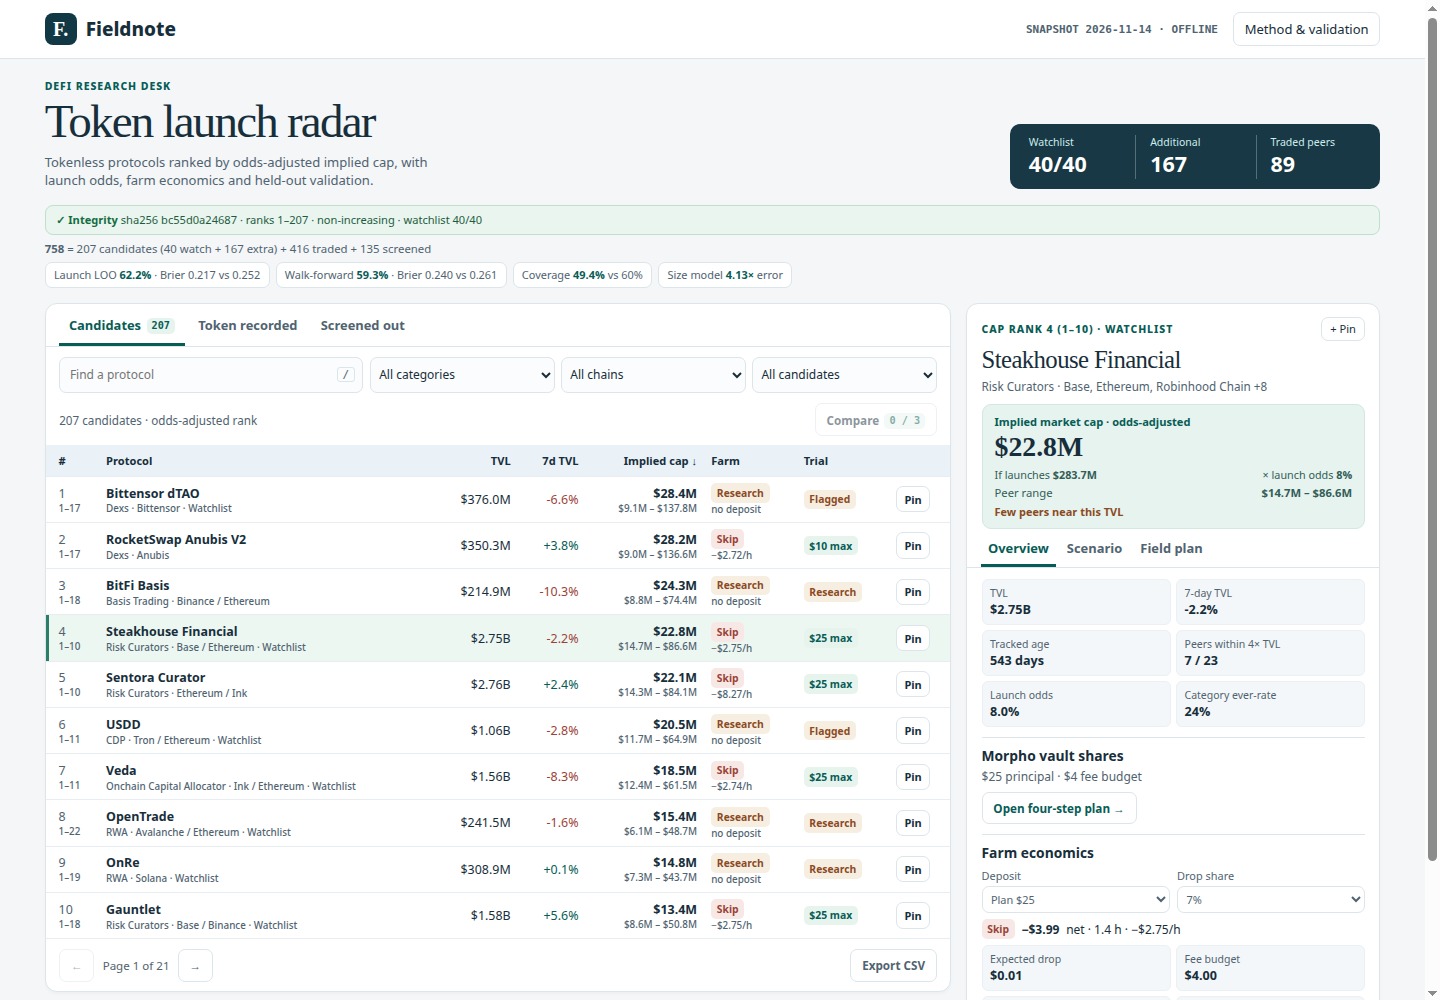 F. Fieldnote
SNAPSHOT 2026-11-14 · OFFLINE
Method & validation
DEFI RESEARCH DESK
Token launch radar
Tokenless protocols ranked by odds-adjusted implied cap, with
launch odds, farm economics and held-out validation.
Watchlist Additional Traded peers
40/40 167 89
✓ Integrity sha256 bc55d0a24687 · ranks 1–207 · non-increasing · watchlist 40/40
758 = 207 candidates (40 watch + 167 extra) + 416 traded + 135 screened
Launch LOO 62.2% · Brier 0.217 vs 0.252
Walk-forward 59.3% · Brier 0.240 vs 0.261
Coverage 49.4% vs 60%
Size model 4.13× error
Candidates 207 Token recorded Screened out
Find a protocol / All categories All chains All candidates
207 candidates · odds-adjusted rank
Compare 0 / 3
# Protocol TVL 7d TVL Implied cap ↓ Farm Trial
1 Bittensor dTAO $376.0M -6.6% $28.4M Research Flagged Pin
1–17 Dexs · Bittensor · Watchlist $9.1M – $137.8M no deposit
2 RocketSwap Anubis V2 $350.3M +3.8% $28.2M Skip $10 max Pin
1–17 Dexs · Anubis $9.0M – $136.6M −$2.72/h
3 BitFi Basis $214.9M -10.3% $24.3M Research Research Pin
1–18 Basis Trading · Binance / Ethereum $8.8M – $74.4M no deposit
4 Steakhouse Financial $2.75B -2.2% $22.8M Skip $25 max Pin
1–10 Risk Curators · Base / Ethereum · Watchlist $14.7M – $86.6M −$2.75/h
5 Sentora Curator $2.76B +2.4% $22.1M Skip $25 max Pin
1–10 Risk Curators · Ethereum / Ink $14.3M – $84.1M −$8.27/h
6 USDD $1.06B -2.8% $20.5M Research Flagged Pin
1–11 CDP · Tron / Ethereum · Watchlist $11.7M – $64.9M no deposit
7 Veda $1.56B -8.3% $18.5M Skip $25 max Pin
1–11 Onchain Capital Allocator · Ink / Ethereum · Watchlist $12.4M – $61.5M −$2.74/h
8 OpenTrade $241.5M -1.6% $15.4M Research Research Pin
1–22 RWA · Avalanche / Ethereum · Watchlist $6.1M – $48.7M no deposit
9 OnRe $308.9M +0.1% $14.8M Research Research Pin
1–19 RWA · Solana · Watchlist $7.3M – $43.7M no deposit
10 Gauntlet $1.58B +5.6% $13.4M Skip $25 max Pin
1–18 Risk Curators · Base / Binance · Watchlist $8.6M – $50.8M −$2.75/h
← Page 1 of 21 →
Export CSV
CAP RANK 4 (1–10) · WATCHLIST
+ Pin
Steakhouse Financial
Risk Curators · Base, Ethereum, Robinhood Chain +8
Implied market cap · odds-adjusted
$22.8M
If launches $283.7M × launch odds 8%
Peer range $14.7M – $86.6M
Few peers near this TVL
Overview Scenario Field plan
TVL 7-day TVL
$2.75B -2.2%
Tracked age Peers within 4× TVL
543 days 7 / 23
Launch odds Category ever-rate
8.0% 24%
Morpho vault shares
$25 principal · $4 fee budget
Open four-step plan →
Farm economics
Deposit Drop share
Plan $25 7%
Skip −$3.99 net · 1.4 h · −$2.75/h
Expected drop Fee budget
$0.01 $4.00